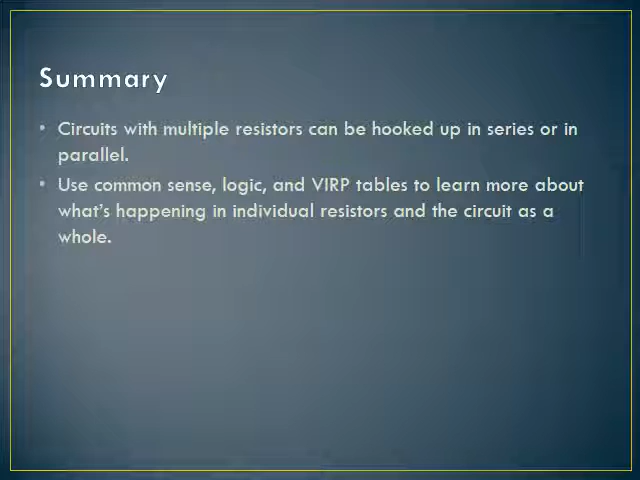 Summary
• Circuits with multiple resistors can be hooked up in series or in
parallel.
• Use common sense, logic, and VIRP tables to learn more about
what's happening in individual resistors and the circuit as a
whole.